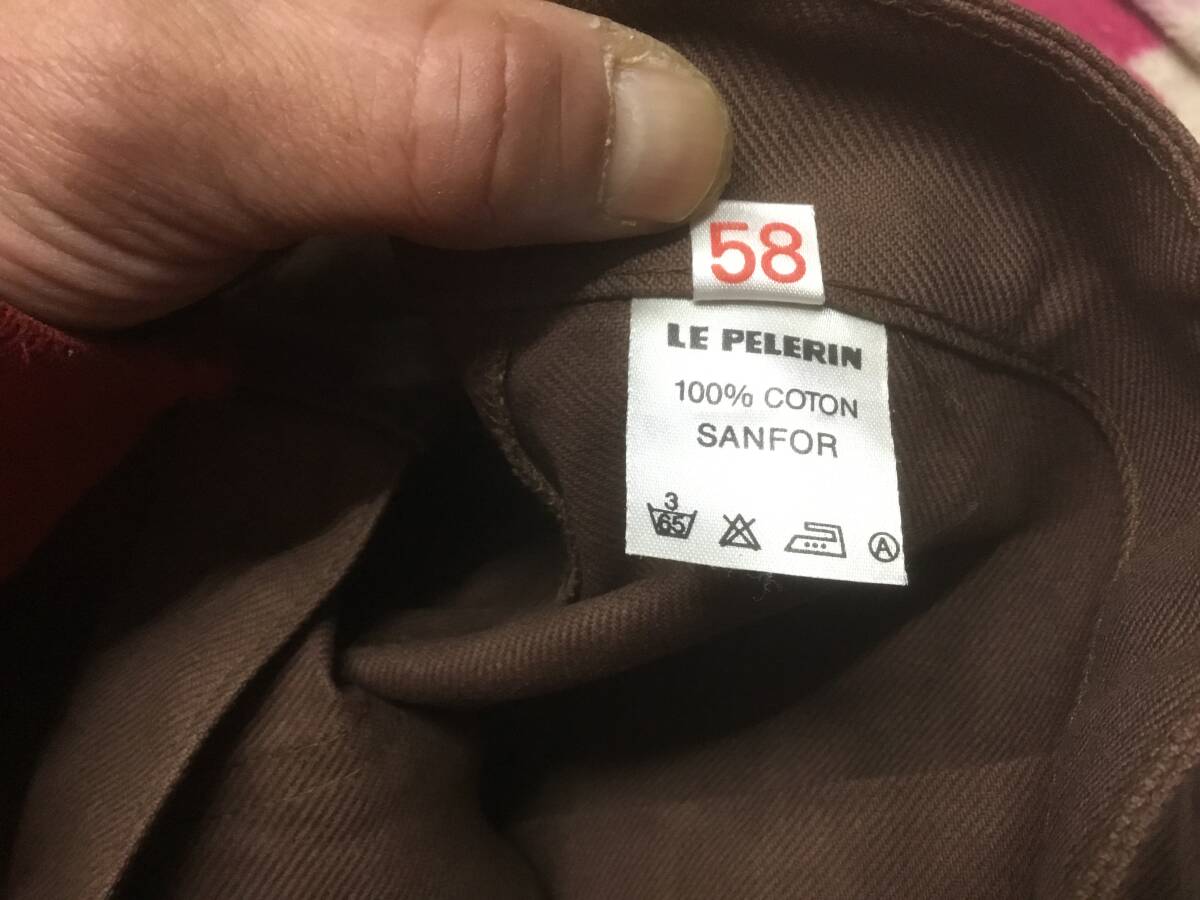 58
LE PELERIN
100% COTON
SANFOR
3
65
A